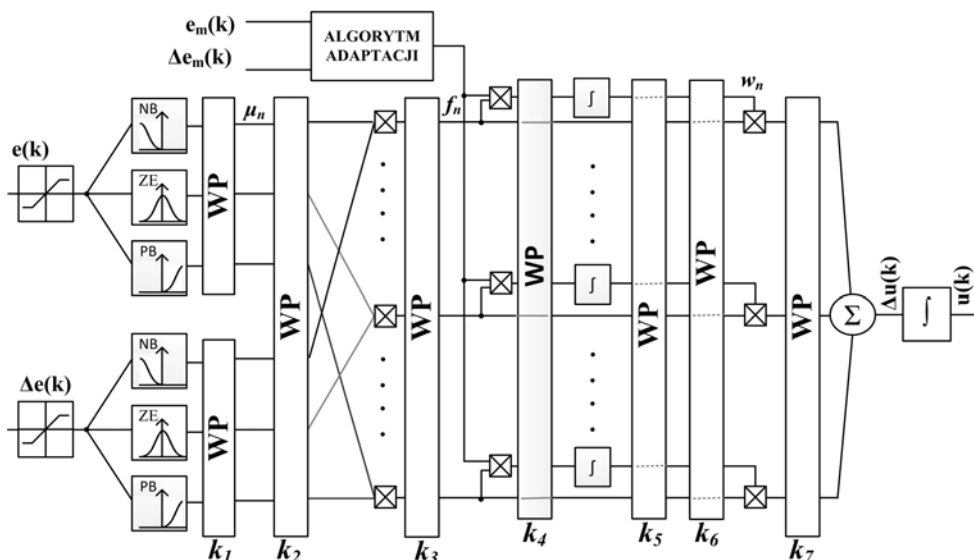 e_m(k)
Δe_m(k)
ALGORYTM
ADAPTACJI
e(k)
NB
ZE
PB
WP
μ_n
WP
WP
f_n
WP
∫
∫
∫
WP
WP
w_n
WP
Σ
Δu(k)
∫
u(k)
Δe(k)
NB
ZE
PB
WP
k_1
k_2
k_3
k_4
k_5
k_6
k_7